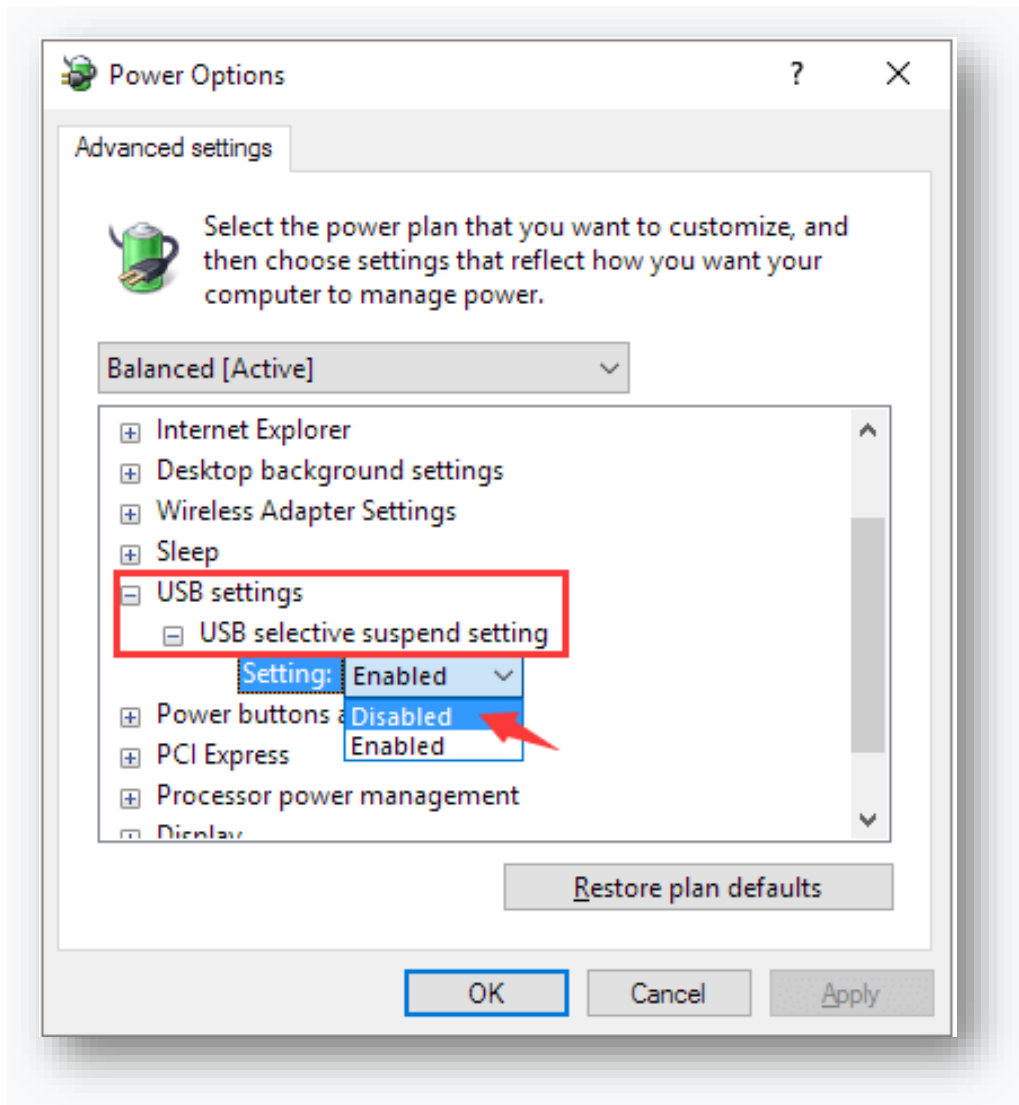 Power Options
?
Advanced settings
Select the power plan that you want to customize, and
then choose settings that reflect how you want your
computer to manage power.
Balanced [Active]
Internet Explorer
Desktop background settings
Wireless Adapter Settings
Sleep
USB settings
USB selective suspend setting
Setting: Enabled
Power buttons
Disabled
Enabled
PCI Express
Processor power management
Display
Restore plan defaults
OK Cancel Apply